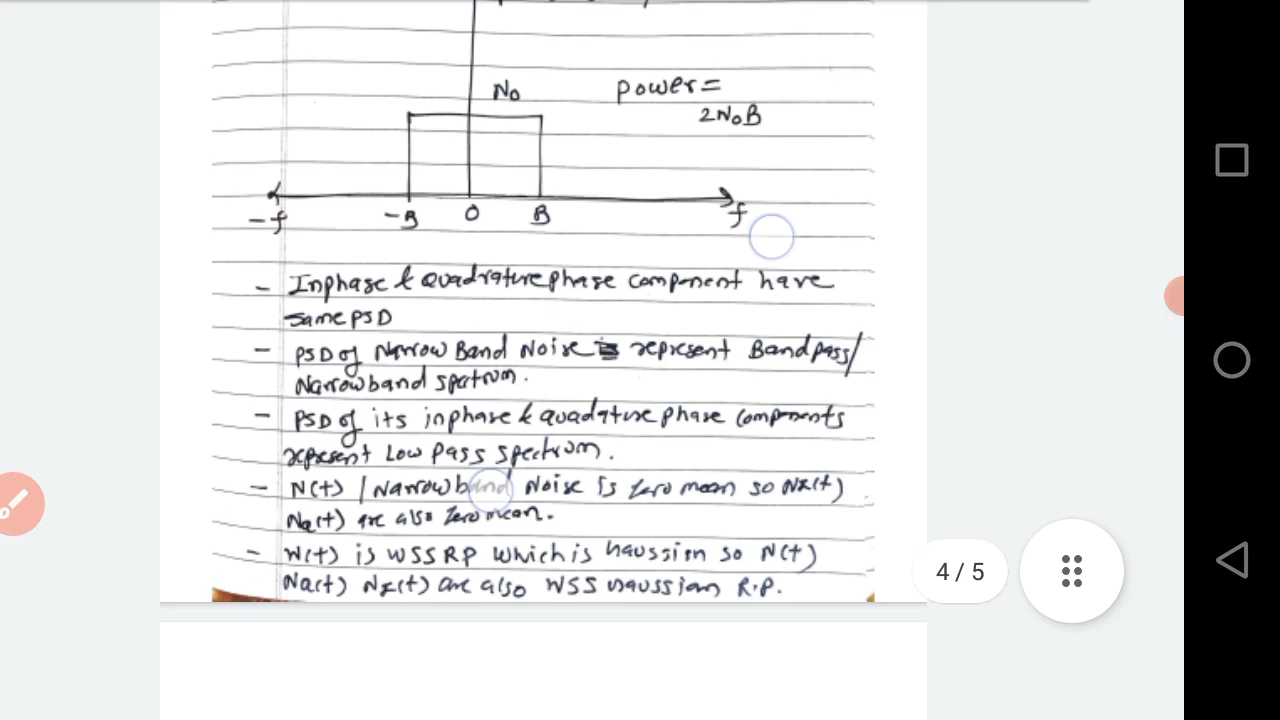 No
power =
2NoB
-f
-B
0
B
f
- Inphase & Quadrature phase component have
same PSD
- PSD of Narrow Band Noise represent Bandpass/
Narrowband spectrum.
- PSD of its inphase & quadature phase components
represent Low Pass spectrum.
- N(t) / Narrowband Noise is zero mean so NI(t)
NQ(t) are also zero mean.
- W(t) is WSS RP which is haussian so N(t)
NQ(t) NI(t) are also WSS Gaussian R.P.
4 / 5